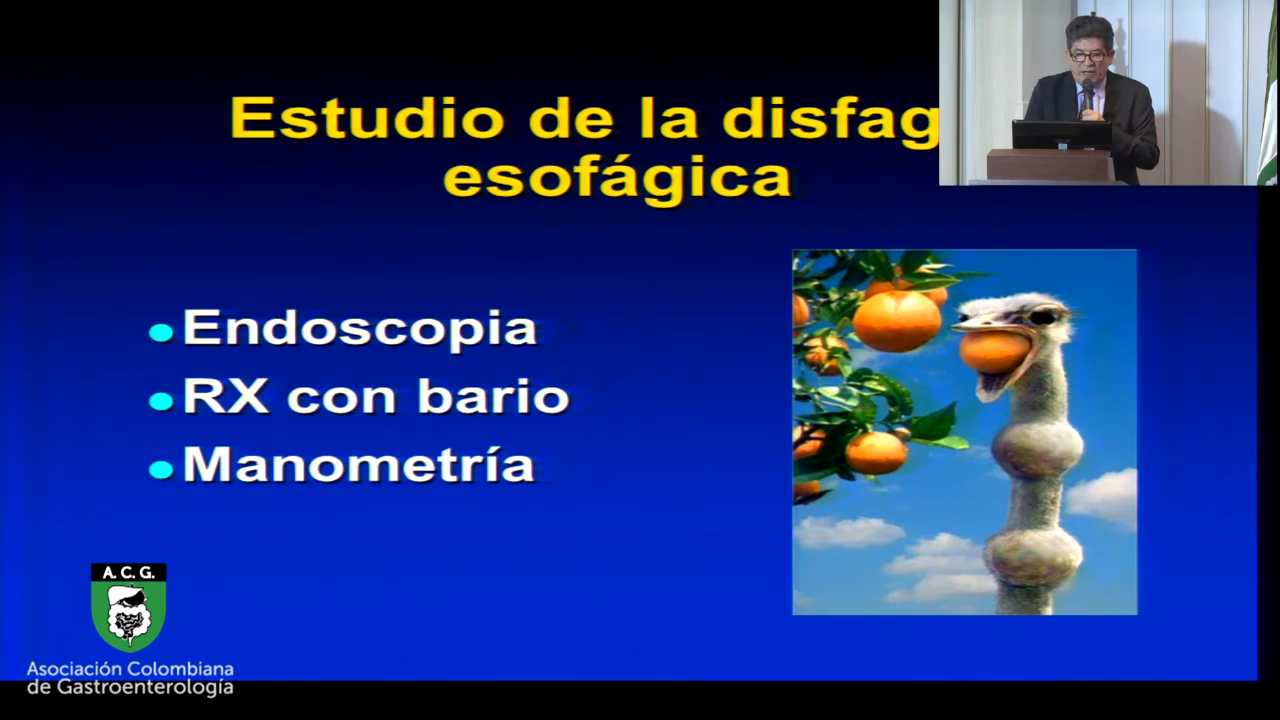 Estudio de la disfag
esofágica
Endoscopia
RX con bario
Manometría
A. C. G.
Asociación Colombiana
de Gastroenterología